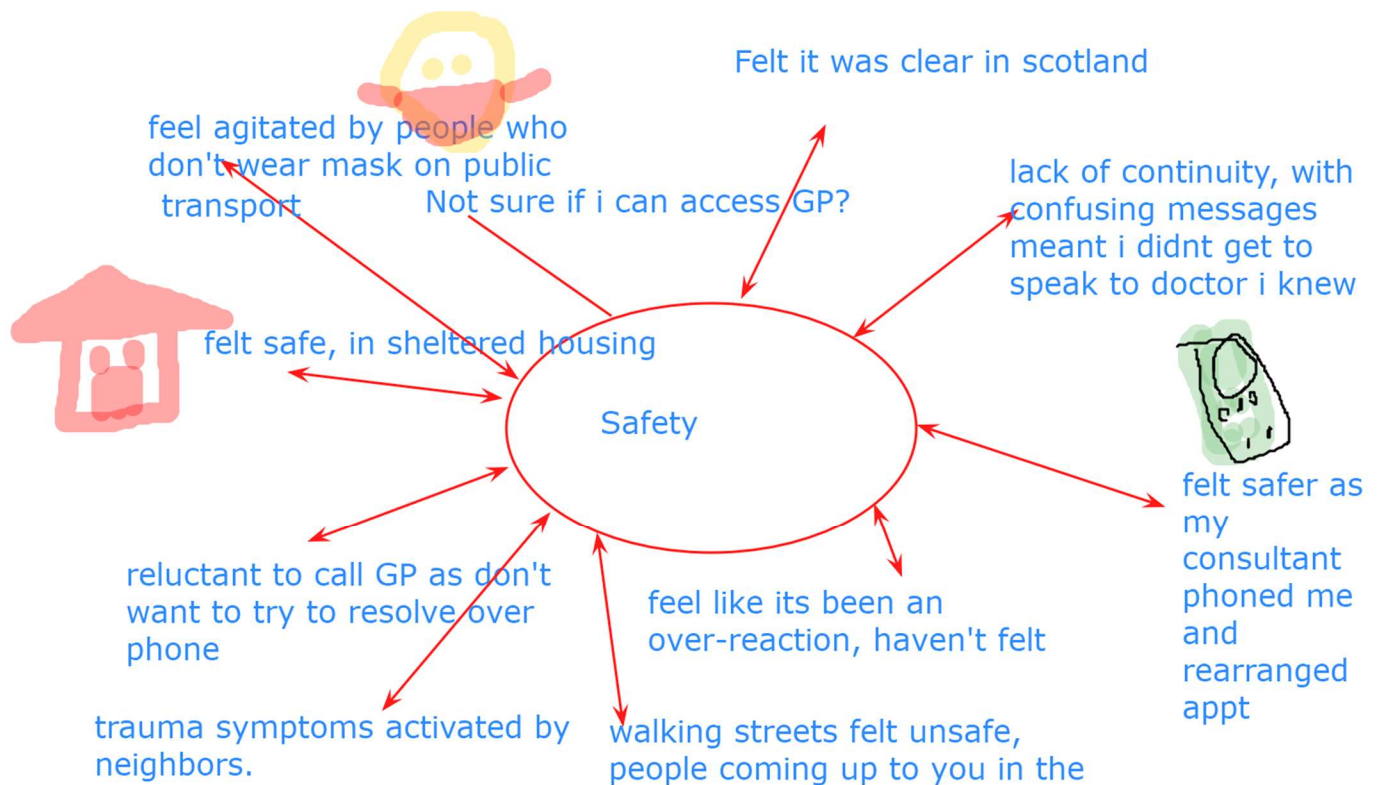 Felt it was clear in scotland
feel agitated by people who
don't wear mask on public
transport
Not sure if i can access GP?
lack of continuity, with
confusing messages
meant i didnt get to
speak to doctor i knew
felt safe, in sheltered housing
Safety
felt safer as
my
consultant
phoned me
and
rearranged
appt
reluctant to call GP as don't
want to try to resolve over
phone
feel like its been an
over-reaction, haven't felt
trauma symptoms activated by
neighbors.
walking streets felt unsafe,
people coming up to you in the